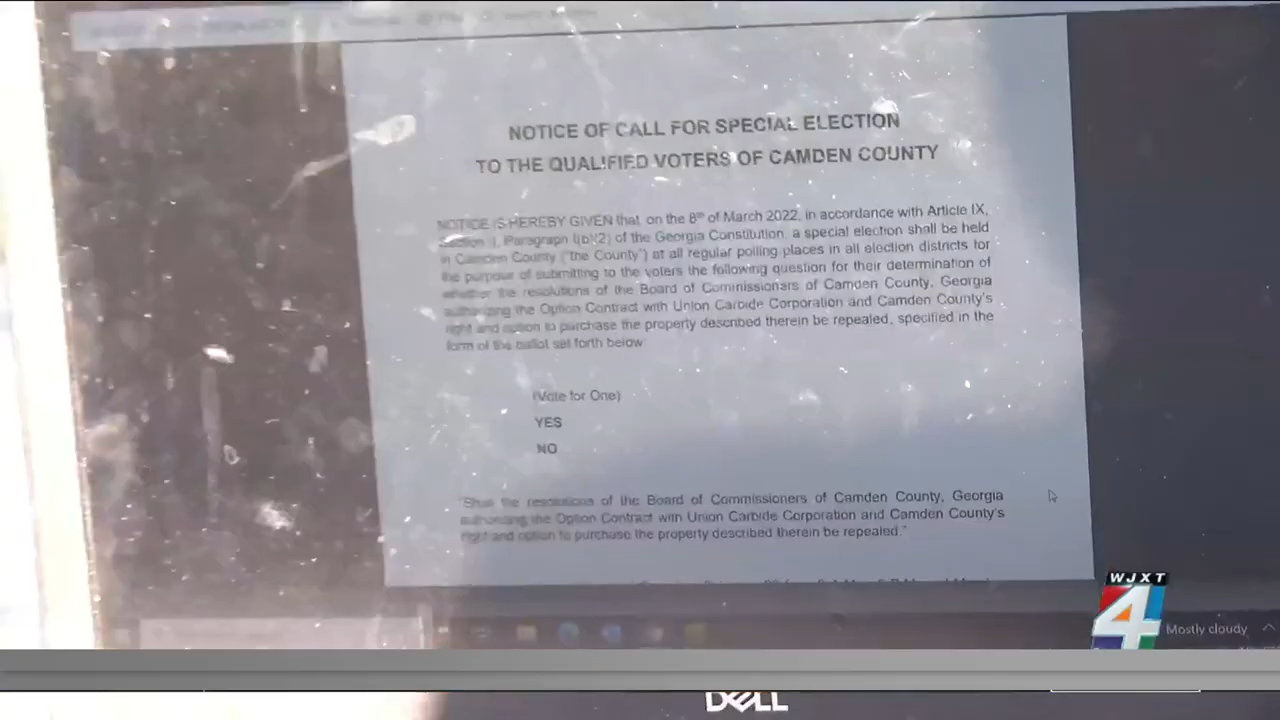 NOTICE OF CALL FOR SPECIAL ELECTION
TO THE QUALIFIED VOTERS OF CAMDEN COUNTY
NOTICE IS HEREBY GIVEN that on the 8th of March 2022, in accordance with Article IX,
Section I, Paragraph I(b)(2) of the Georgia Constitution, a special election shall be held
in Camden County ("the County") at all regular polling places in all election districts for
the purpose of submitting to the voters the following question for their determination of
whether the resolutions of the Board of Commissioners of Camden County, Georgia
authorizing the Option Contract with Union Carbide Corporation and Camden County's
right and option to purchase the property described therein be repealed, specified in the
form of the ballot set forth below
(Vote for One)
YES
NO
"Shall the resolutions of the Board of Commissioners of Camden County, Georgia
authorizing the Option Contract with Union Carbide Corporation and Camden County's
right and option to purchase the property described therein be repealed."
WJXT
4
Mostly cloudy
DELL